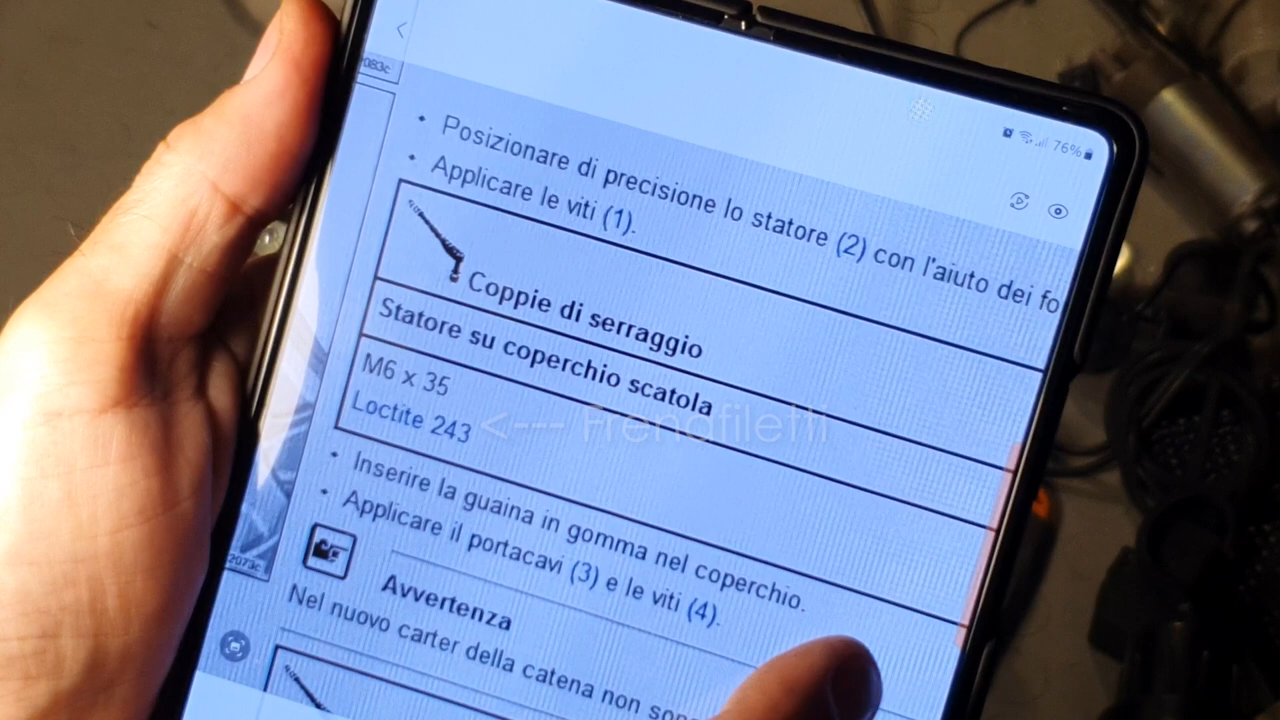 76%
083c
• Posizionare di precisione lo statore (2) con l'aiuto dei fo
• Applicare le viti (1).
Coppie di serraggio
Statore su coperchio scatola
M6 x 35
Loctite 243
<--- Frenafiletti
• Inserire la guaina in gomma nel coperchio.
• Applicare il portacavi (3) e le viti (4).
2073c
Avvertenza
Nel nuovo carter della catena non sono